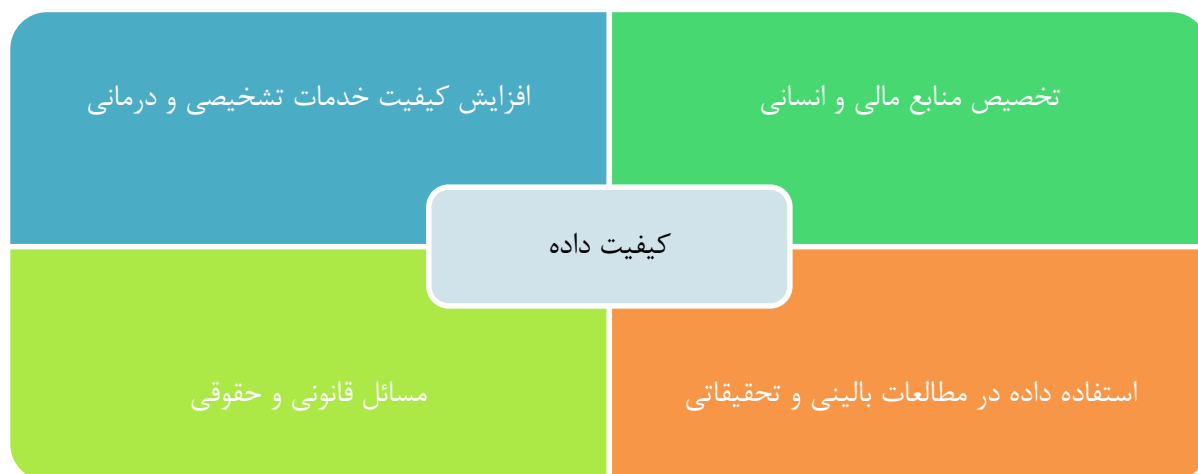 تخصیص منابع مالی و انسانی
افزایش کیفیت خدمات تشخیصی و درمانی
کیفیت داده
استفاده داده در مطالعات بالینی و تحقیقاتی
مسائل قانونی و حقوقی